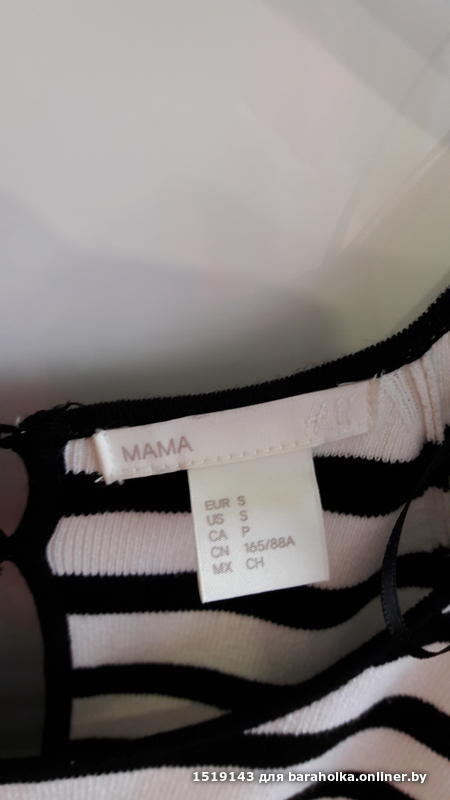 MAMA
EUR S
US S
CA P
CN 165/88A
MX CH
1519143 для baraholka.onliner.by